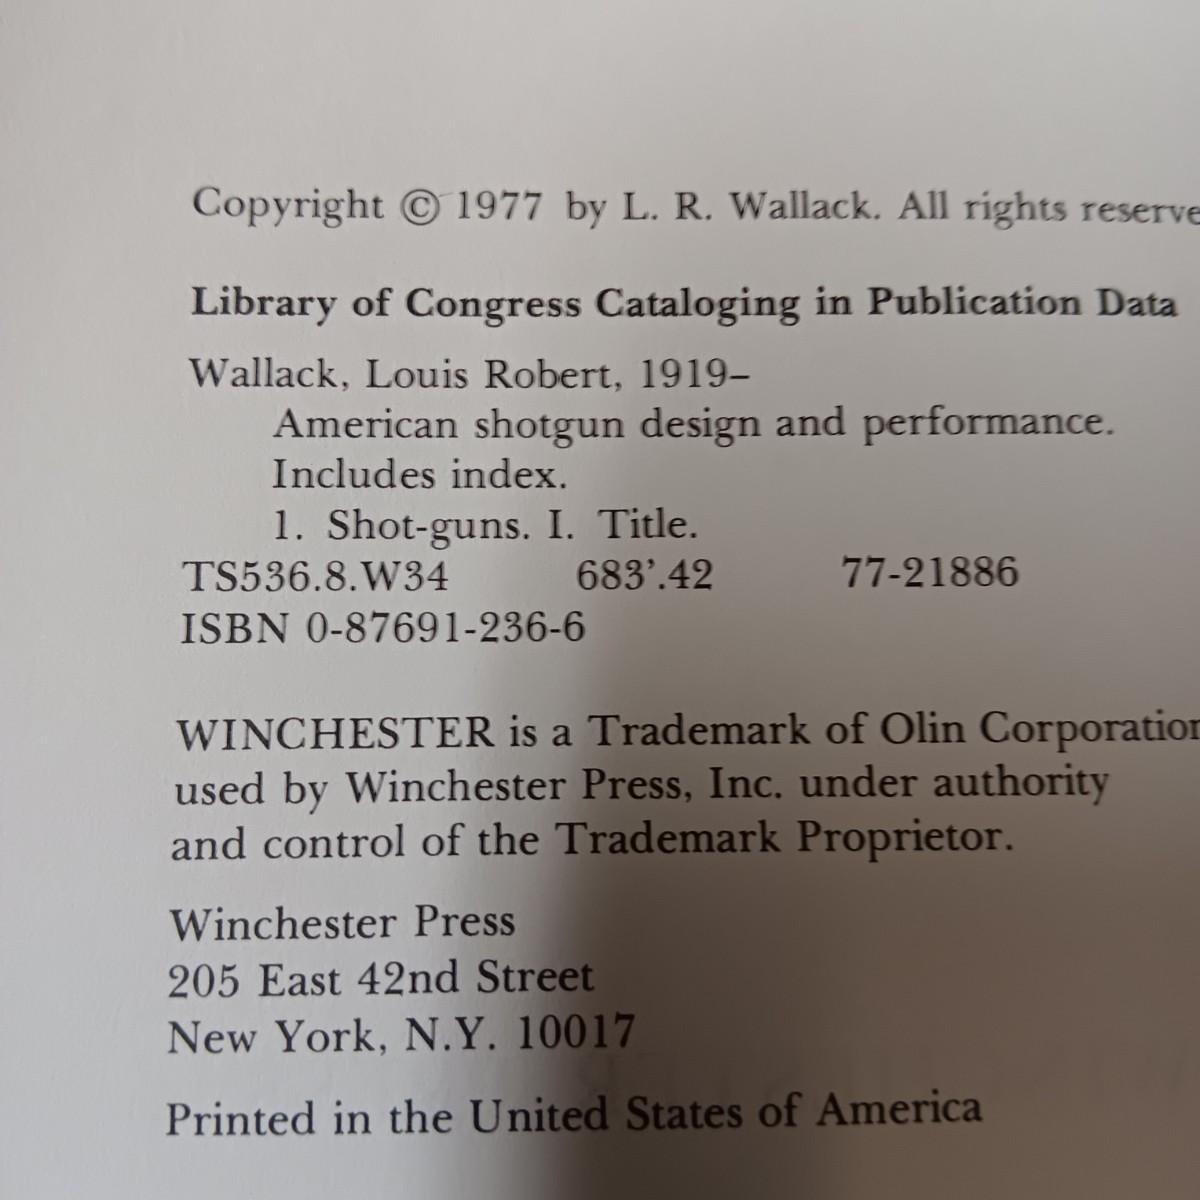 Copyright © 1977 by L. R. Wallack. All rights reserve
Library of Congress Cataloging in Publication Data
Wallack, Louis Robert, 1919–
American shotgun design and performance.
Includes index.
1. Shot-guns. I. Title.
TS536.8.W34 683’.42 77-21886
ISBN 0-87691-236-6
WINCHESTER is a Trademark of Olin Corporation
used by Winchester Press, Inc. under authority
and control of the Trademark Proprietor.
Winchester Press
205 East 42nd Street
New York, N.Y. 10017
Printed in the United States of America